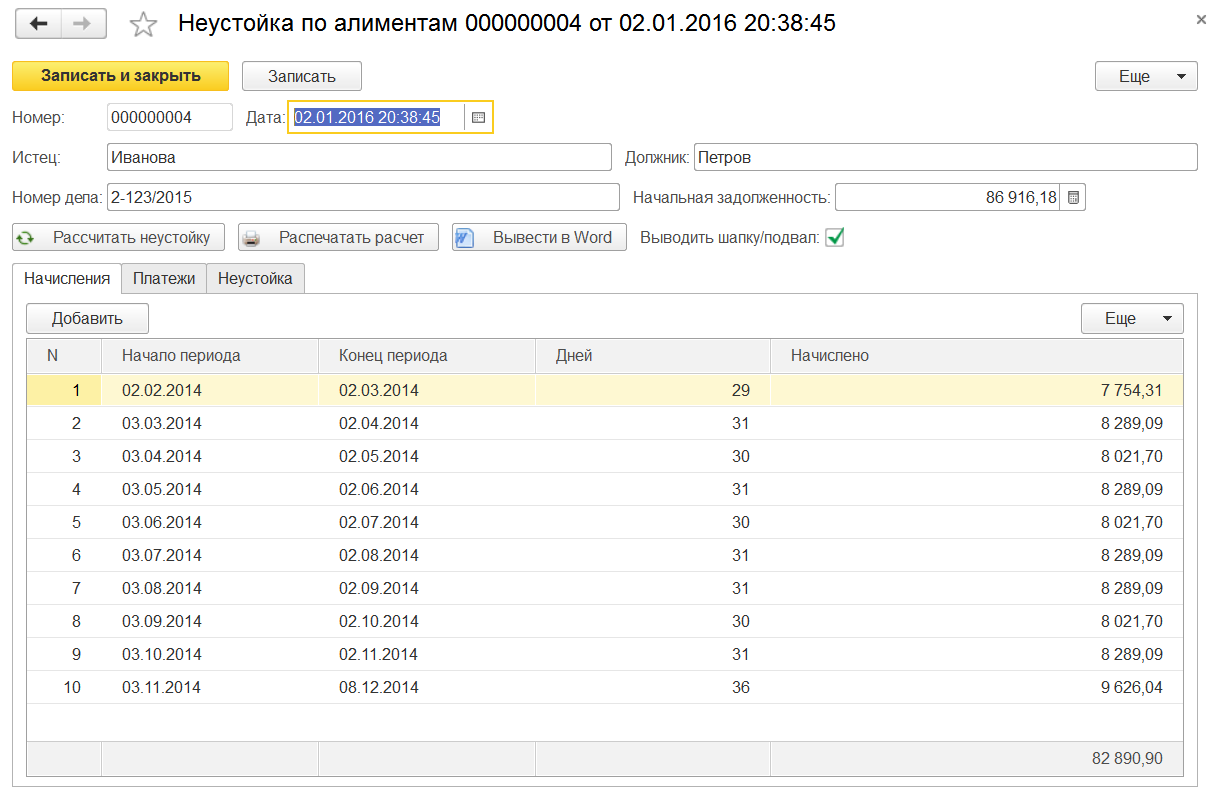 Неустойка по алиментам 000000004 от 02.01.2016 20:38:45
Записать и закрыть Записать Еще
Номер: 000000004 Дата: 02.01.2016 20:38:45
Истец: Иванова Должник: Петров
Номер дела: 2-123/2015 Начальная задолженность: 86 916,18
Рассчитать неустойку Распечатать расчет Вывести в Word Выводить шапку/подвал:
Начисления Платежи Неустойка
Добавить Еще
N Начало периода Конец периода Дней Начислено
1 02.02.2014 02.03.2014 29 7 754,31
2 03.03.2014 02.04.2014 31 8 289,09
3 03.04.2014 02.05.2014 30 8 021,70
4 03.05.2014 02.06.2014 31 8 289,09
5 03.06.2014 02.07.2014 30 8 021,70
6 03.07.2014 02.08.2014 31 8 289,09
7 03.08.2014 02.09.2014 31 8 289,09
8 03.09.2014 02.10.2014 30 8 021,70
9 03.10.2014 02.11.2014 31 8 289,09
10 03.11.2014 08.12.2014 36 9 626,04
82 890,90